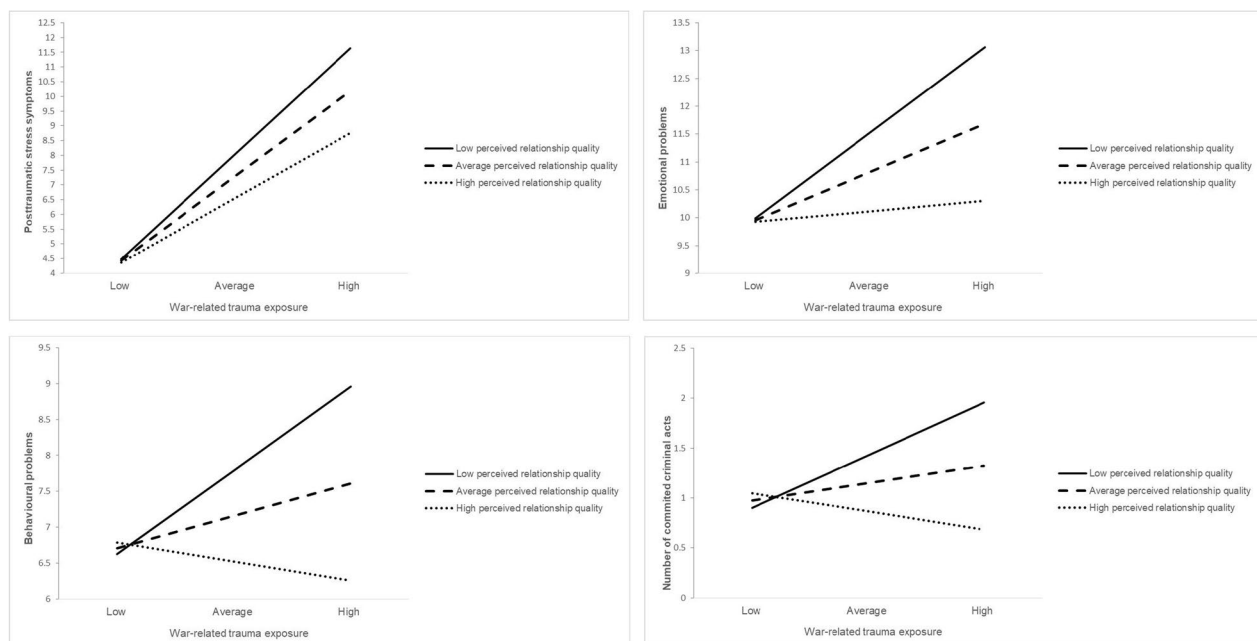 12.5
12
11.5
11
10.5
10
9.5
9
8.5
8
7.5
7
6.5
6
5.5
5
4.5
4
Posttraumatic stress symptoms
Low
Average
High
War-related trauma exposure
Low perceived relationship quality
Average perceived relationship quality
High perceived relationship quality
13.5
13
12.5
12
11.5
11
10.5
10
9.5
9
Emotional problems
Low
Average
High
War-related trauma exposure
Low perceived relationship quality
Average perceived relationship quality
High perceived relationship quality
9.5
9
8.5
8
7.5
7
6.5
6
Behavioural problems
Low
Average
High
War-related trauma exposure
Low perceived relationship quality
Average perceived relationship quality
High perceived relationship quality
2.5
2
1.5
1
0.5
0
Number of commited criminal acts
Low
Average
High
War-related trauma exposure
Low perceived relationship quality
Average perceived relationship quality
High perceived relationship quality